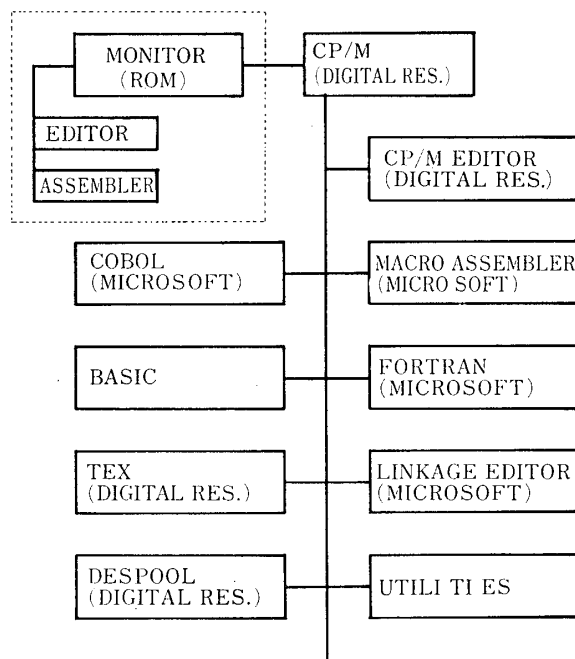 MONITOR
(ROM)
CP/M
(DIGITAL RES.)
EDITOR
ASSEMBLER
CP/M EDITOR
(DIGITAL RES.)
COBOL
(MICROSOFT)
MACRO ASSEMBLER
(MICRO SOFT)
BASIC
FORTRAN
(MICROSOFT)
TEX
(DIGITAL RES.)
LINKAGE EDITOR
(MICROSOFT)
DESPOOL
(DIGITAL RES.)
UTILI TI ES